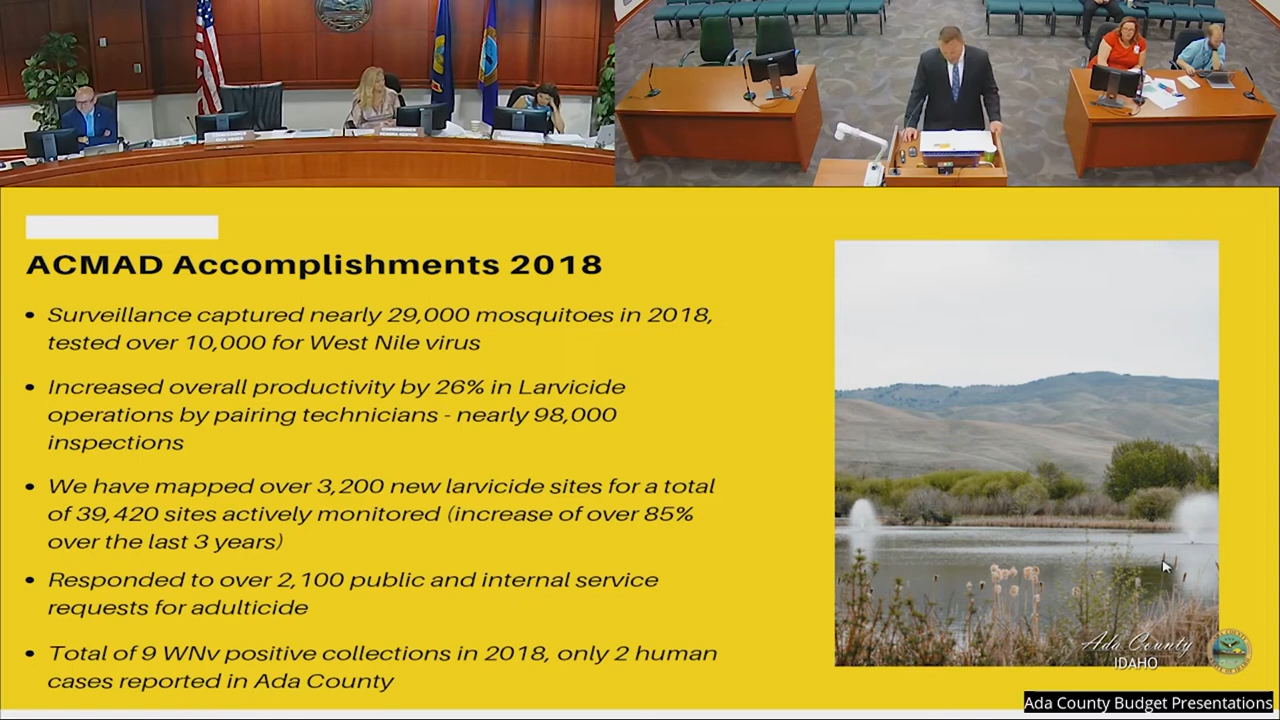 ACMAD Accomplishments 2018
• Surveillance captured nearly 29,000 mosquitoes in 2018,
tested over 10,000 for West Nile virus
• Increased overall productivity by 26% in Larvicide
operations by pairing technicians - nearly 98,000
inspections
• We have mapped over 3,200 new larvicide sites for a total
of 39,420 sites actively monitored (increase of over 85%
over the last 3 years)
• Responded to over 2,100 public and internal service
requests for adulticide
• Total of 9 WNv positive collections in 2018, only 2 human
cases reported in Ada County
Ada County
IDAHO
Ada County Budget Presentations